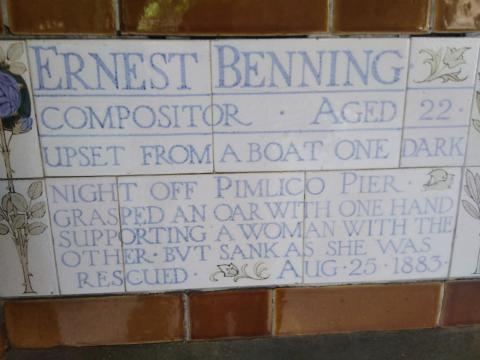 ERNEST BENNING
COMPOSITOR · AGED 22 ·
UPSET FROM A BOAT ONE DARK
NIGHT OFF PIMLICO PIER ·
GRASPED AN OAR WITH ONE HAND
SUPPORTING A WOMAN WITH THE
OTHER · BVT SANK AS SHE WAS
RESCUED · AUG · 25 · 1883 ·